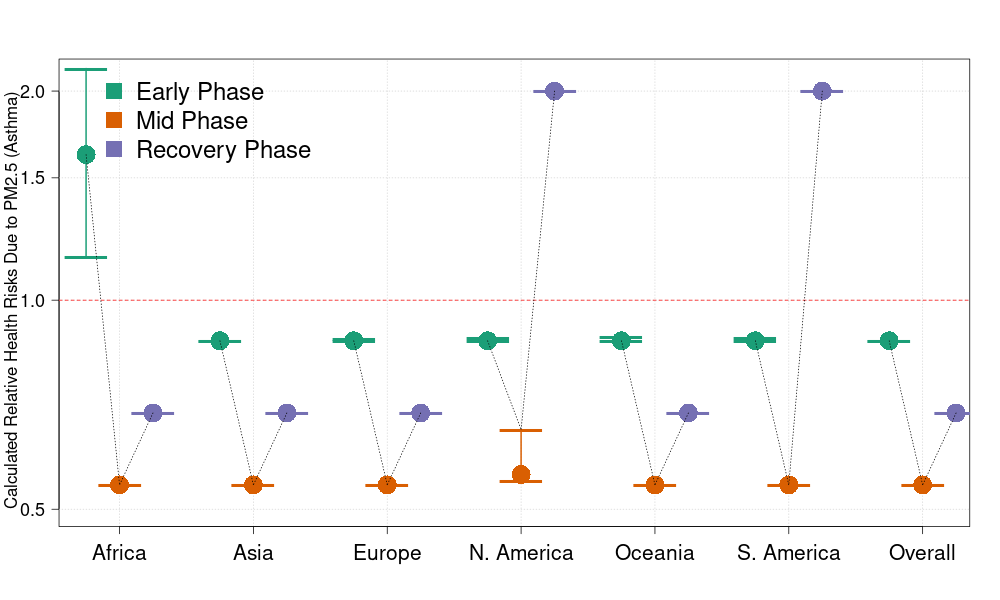 Calculated Relative Health Risks Due to PM2.5 (Asthma)
2.0
1.5
1.0
0.5
Early Phase
Mid Phase
Recovery Phase
Africa Asia Europe N. America Oceania S. America Overall